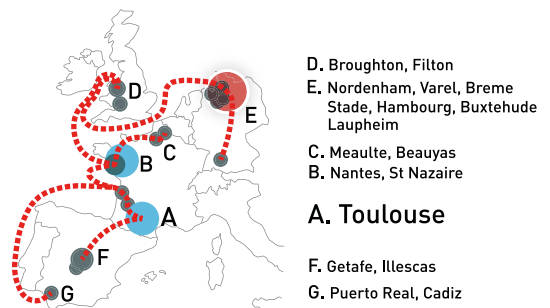 D
E
C
B
A
F
G
D. Broughton, Filton
E. Nordenham, Varel, Breme
Stade, Hambourg, Buxtehude
Laupheim
C. Meaulte, Beauyas
B. Nantes, St Nazaire
A. Toulouse
F. Getafe, Illescas
G. Puerto Real, Cadiz